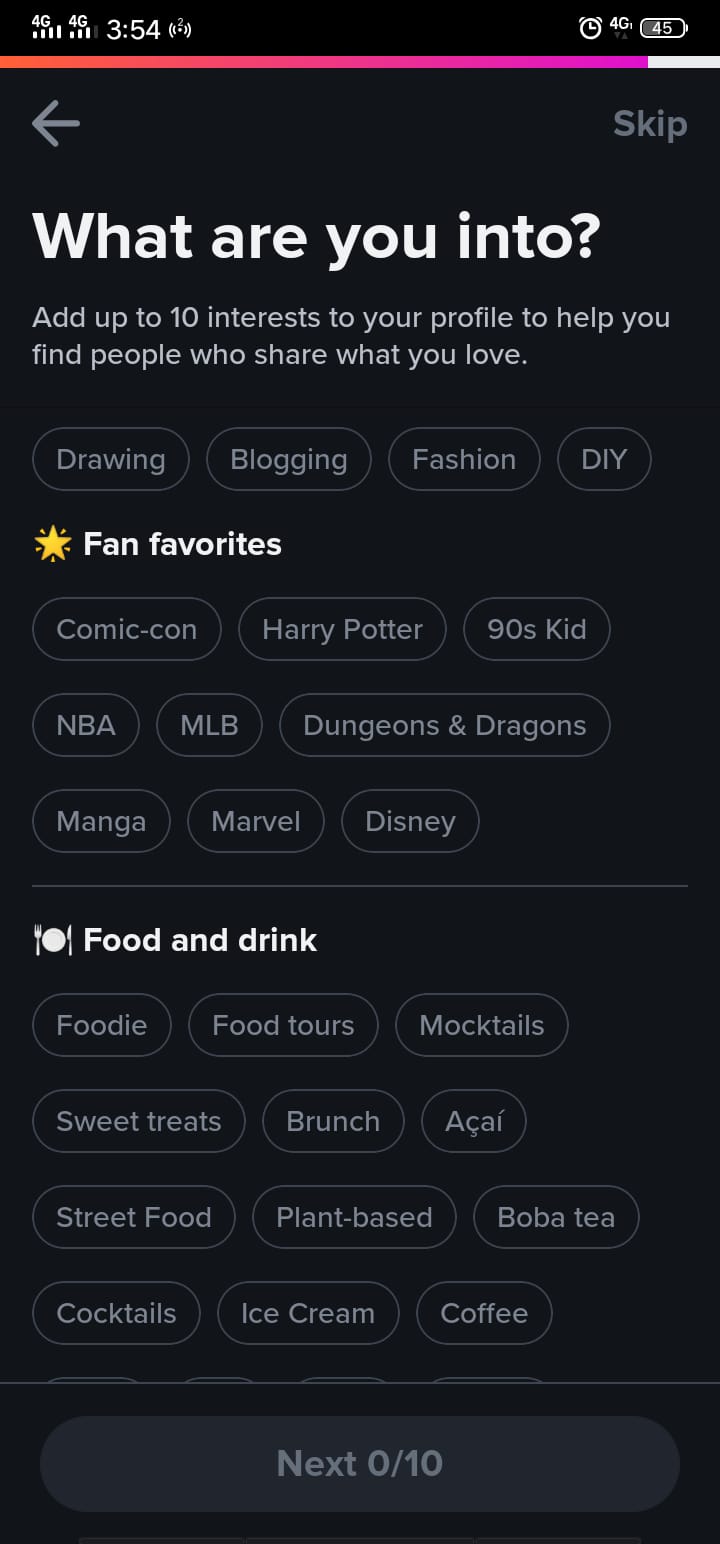 4G 4G 3:54 2 4G 45
Skip
What are you into?
Add up to 10 interests to your profile to help you
find people who share what you love.
Drawing Blogging Fashion DIY
Fan favorites
Comic-con Harry Potter 90s Kid
NBA MLB Dungeons & Dragons
Manga Marvel Disney
Food and drink
Foodie Food tours Mocktails
Sweet treats Brunch Açaí
Street Food Plant-based Boba tea
Cocktails Ice Cream Coffee
Next 0/10